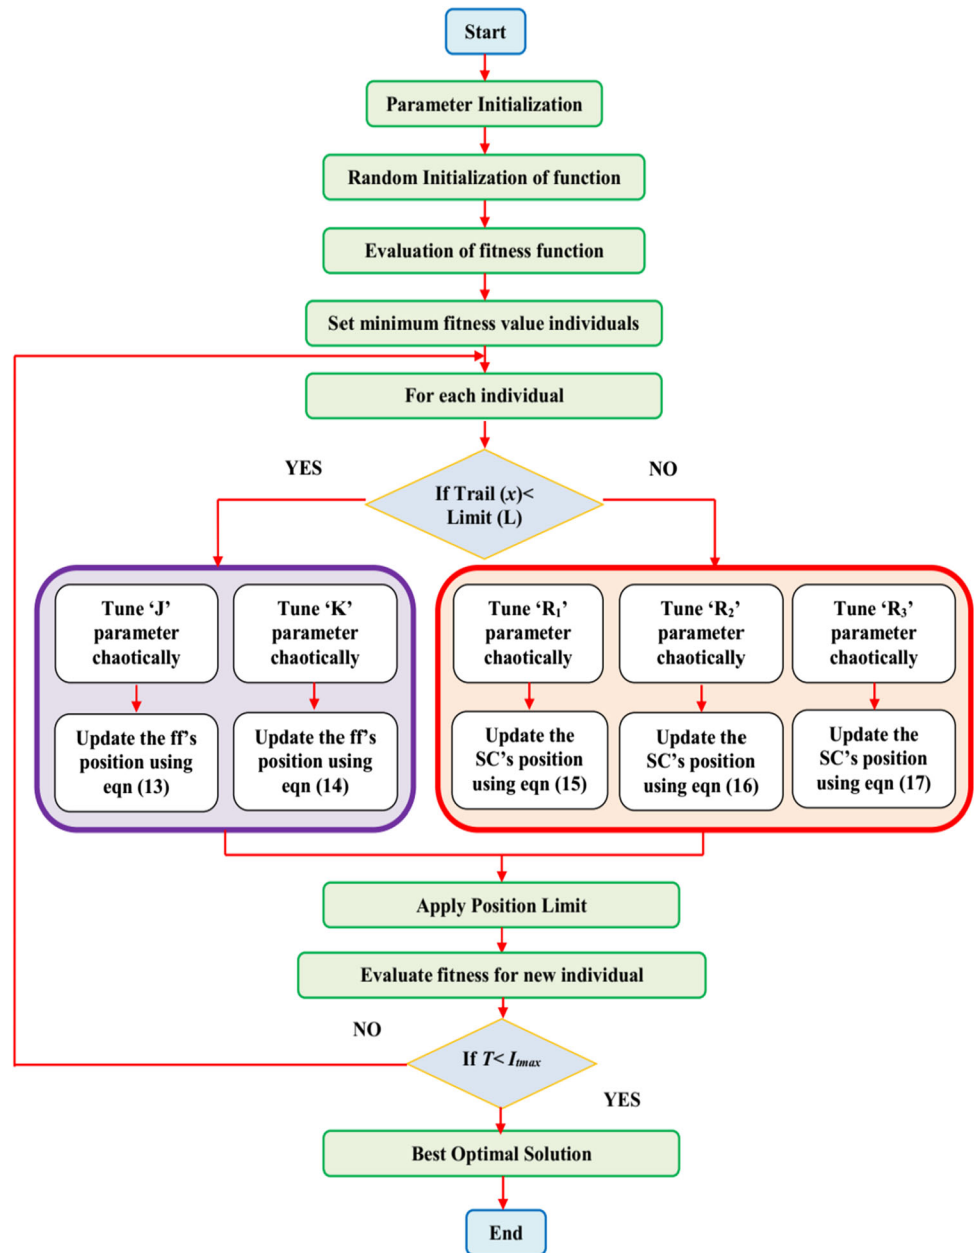 Start
Parameter Initialization
Random Initialization of function
Evaluation of fitness function
Set minimum fitness value individuals
For each individual
YES
NO
If Trail (x)<
Limit (L)
Tune ‘J’
parameter
chaotically
Tune ‘K’
parameter
chaotically
Tune ‘R₁’
parameter
chaotically
Tune ‘R₂’
parameter
chaotically
Tune ‘R₃’
parameter
chaotically
Update the ff’s
position using
eqn (13)
Update the ff’s
position using
eqn (14)
Update the
SC’s position
using eqn (15)
Update the
SC’s position
using eqn (16)
Update the
SC’s position
using eqn (17)
Apply Position Limit
Evaluate fitness for new individual
NO
If T< Itmax
YES
Best Optimal Solution
End